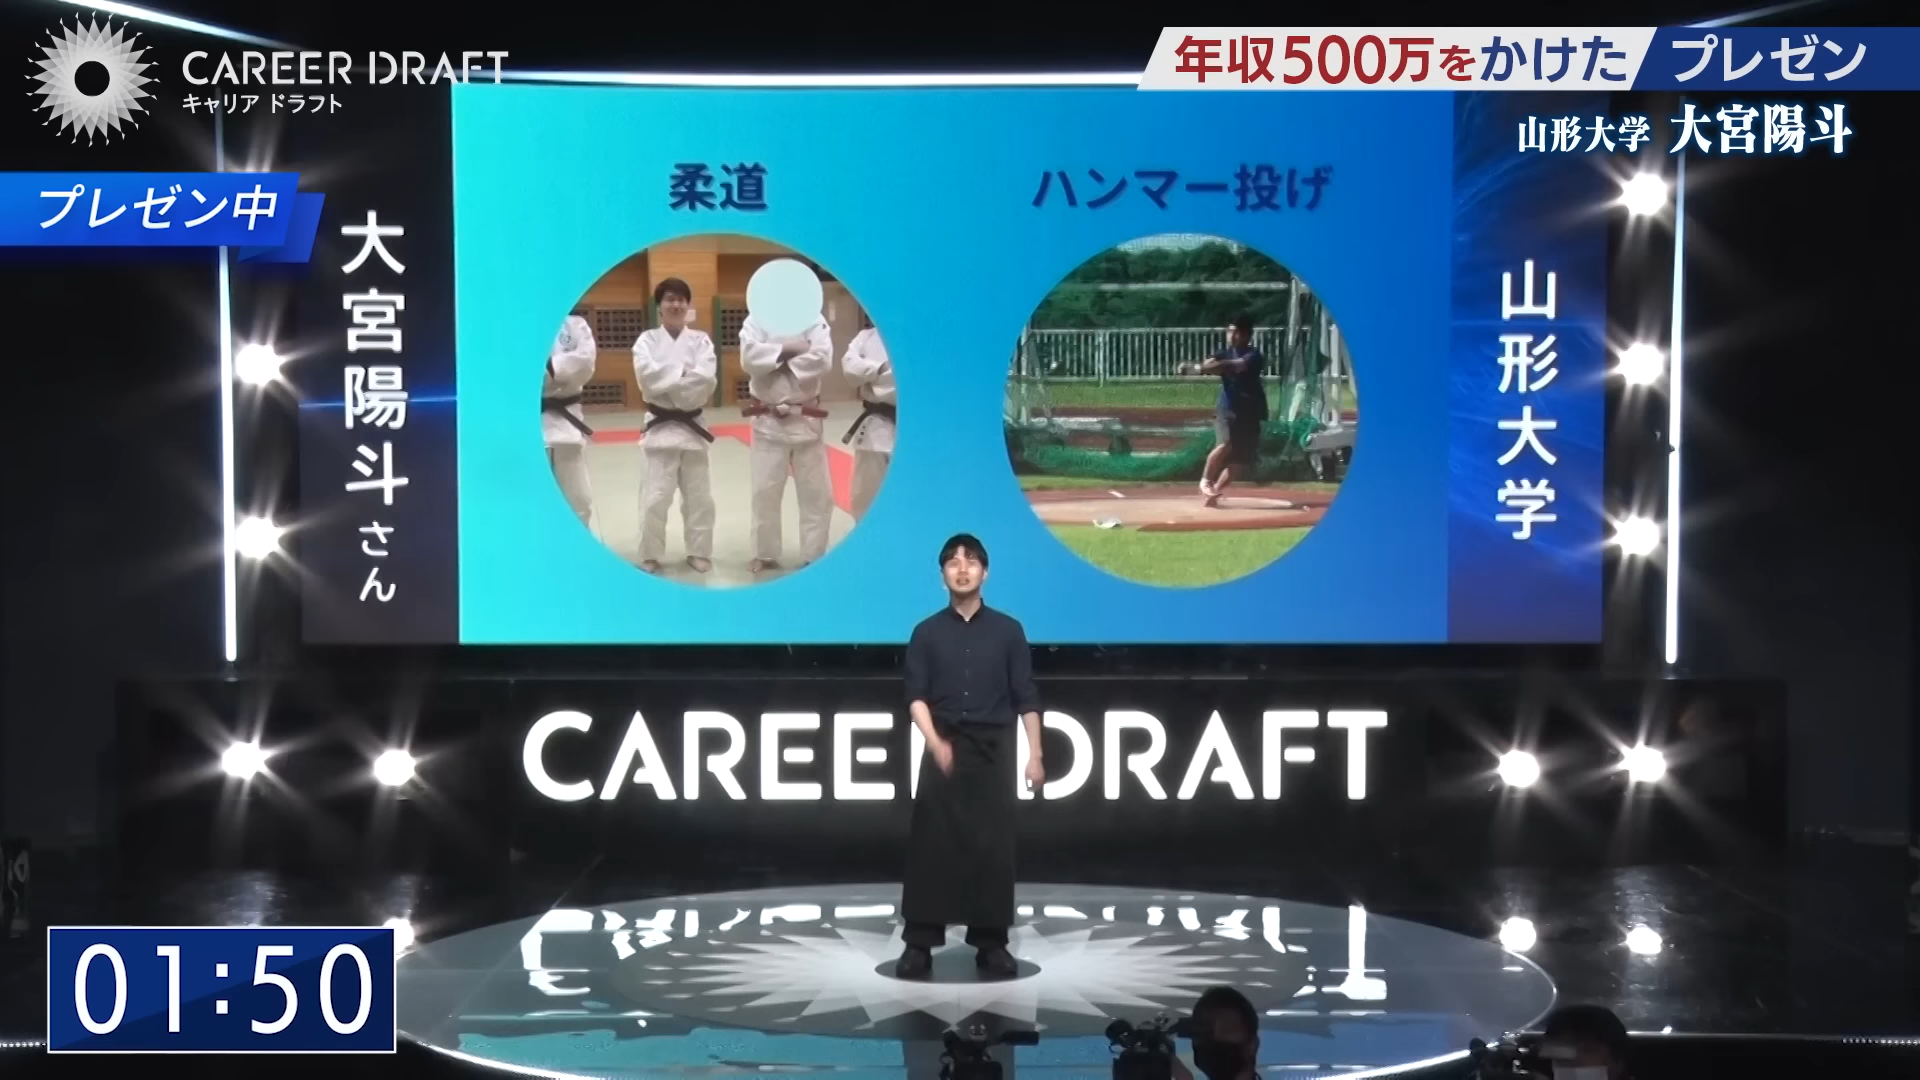 CAREER DRAFT
キャリア ドラフト
年収500万をかけた プレゼン
山形大学 大宮陽斗
プレゼン中
大宮陽斗さん
柔道
ハンマー投げ
山形大学
CAREER DRAFT
01:50